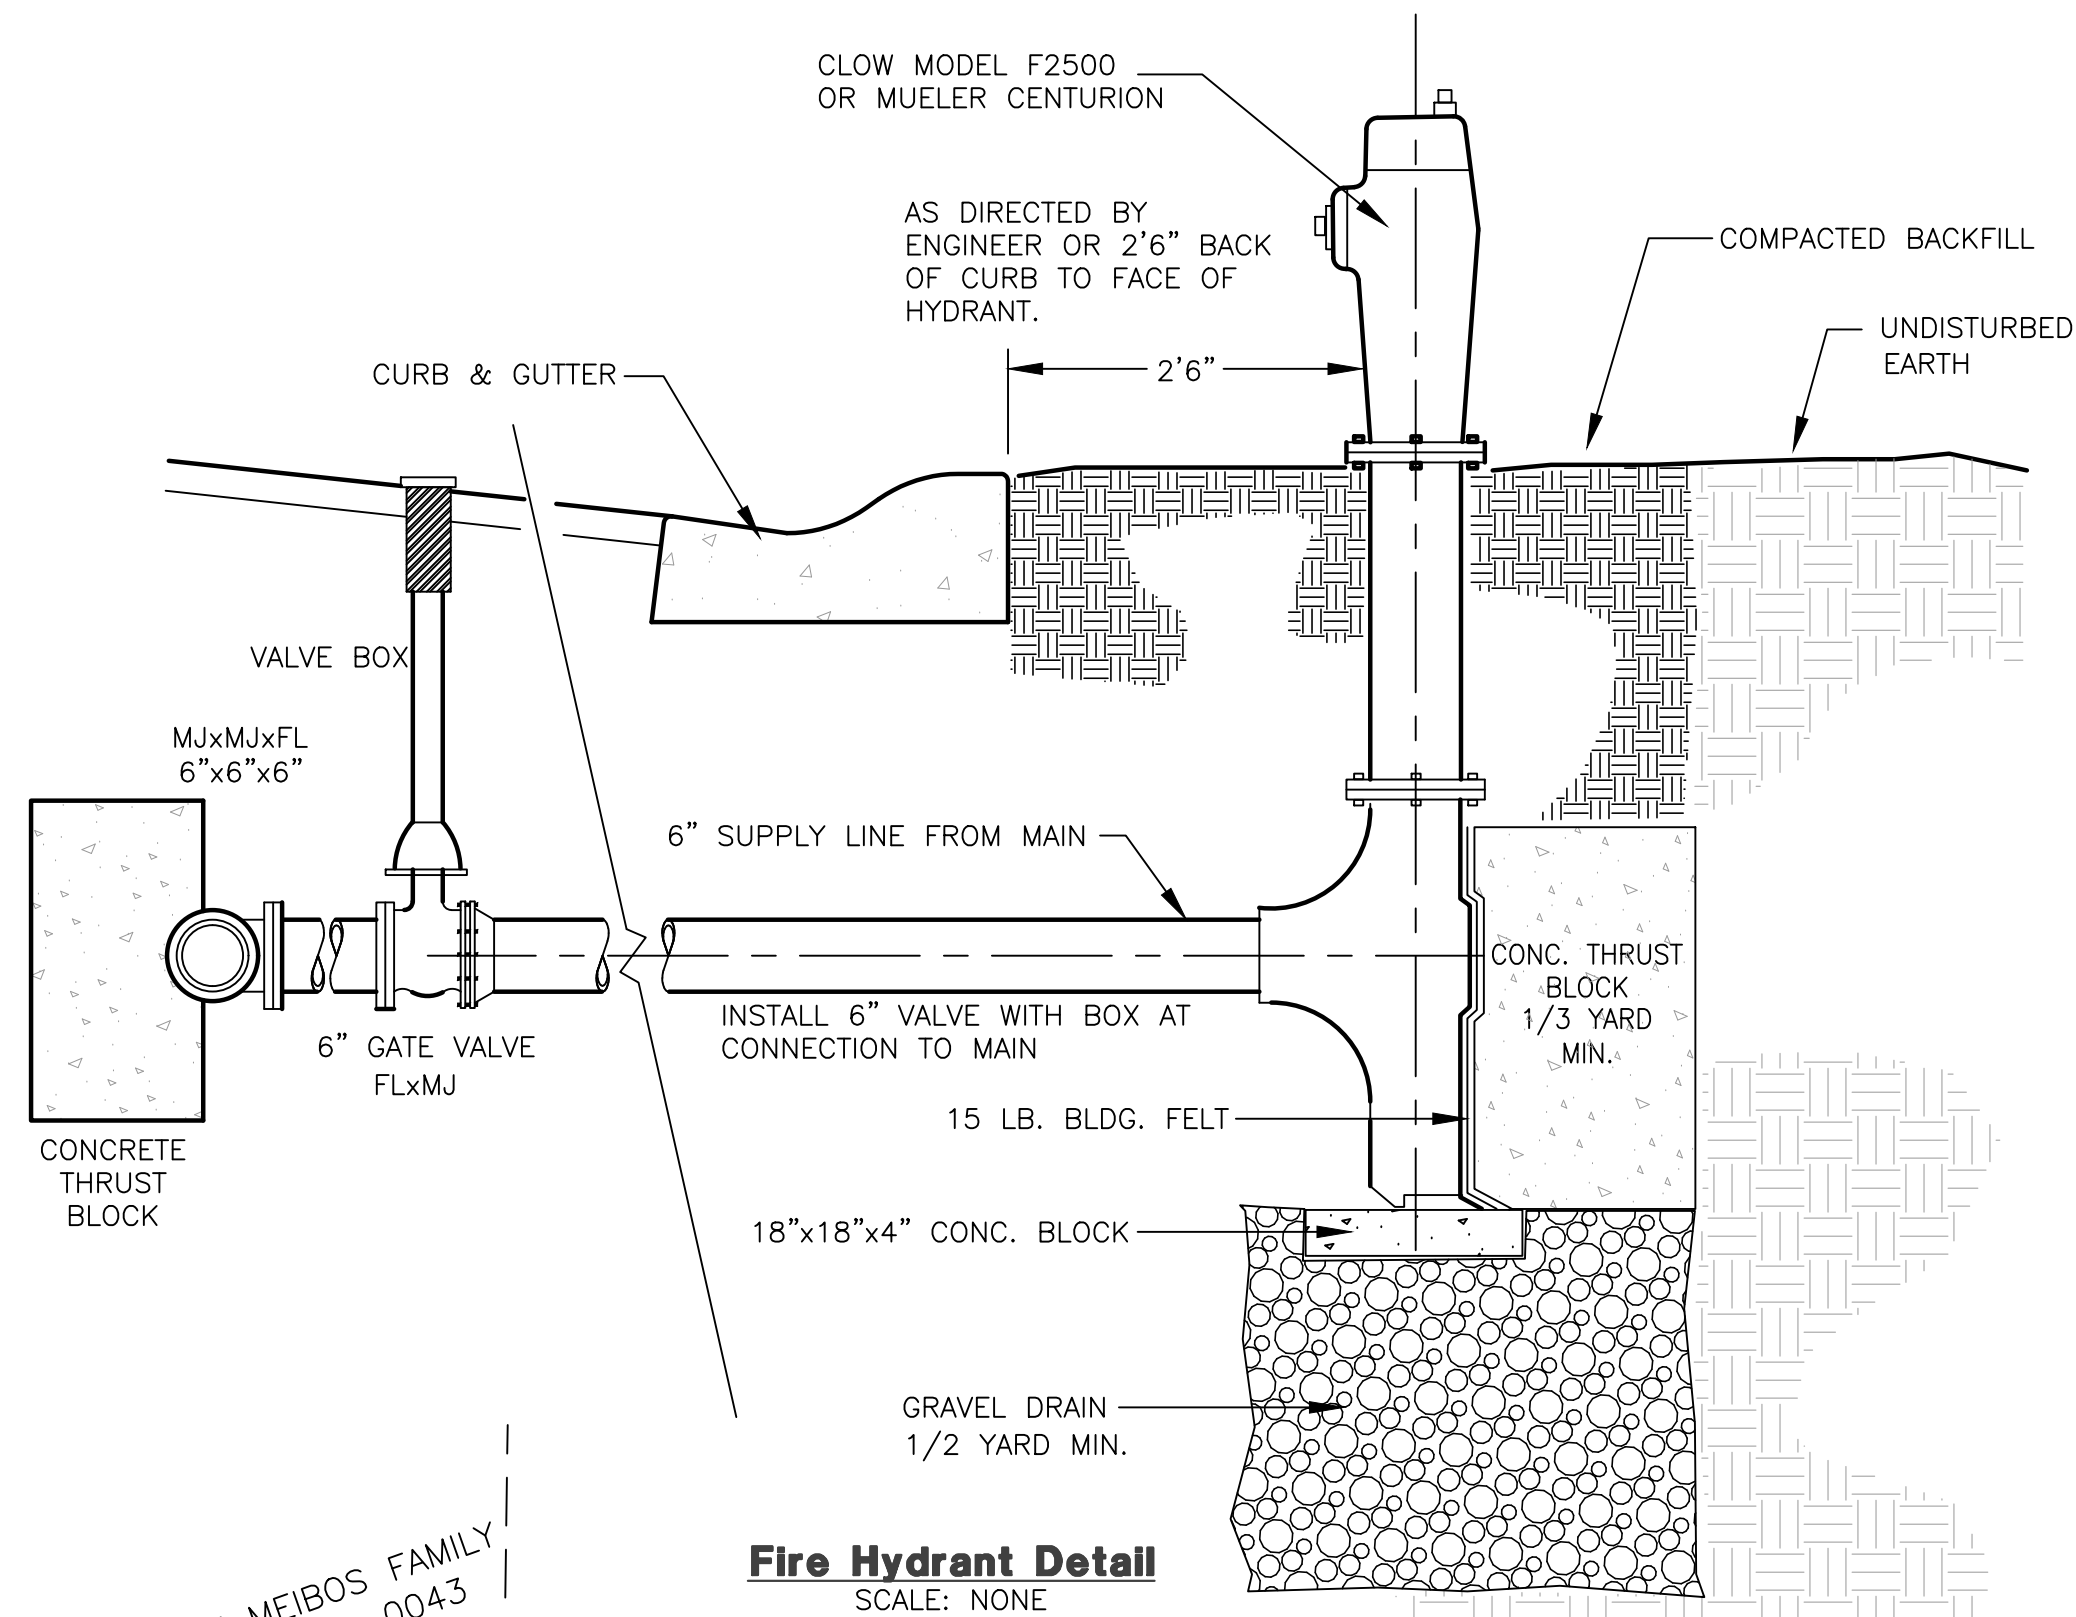 CLOW MODEL F2500
OR MUELER CENTURION
AS DIRECTED BY
ENGINEER OR 2'6" BACK
OF CURB TO FACE OF
HYDRANT.
COMPACTED BACKFILL
UNDISTURBED
EARTH
CURB & GUTTER
2'6"
VALVE BOX
MJxMJxFL
6"x6"x6"
6" SUPPLY LINE FROM MAIN
CONC. THRUST
BLOCK
1/3 YARD
MIN.
INSTALL 6" VALVE WITH BOX AT
CONNECTION TO MAIN
6" GATE VALVE
FLxMJ
15 LB. BLDG. FELT
CONCRETE
THRUST
BLOCK
18"x18"x4" CONC. BLOCK
GRAVEL DRAIN
1/2 YARD MIN.
Fire Hydrant Detail
SCALE: NONE
MEIBOS FAMILY
0043